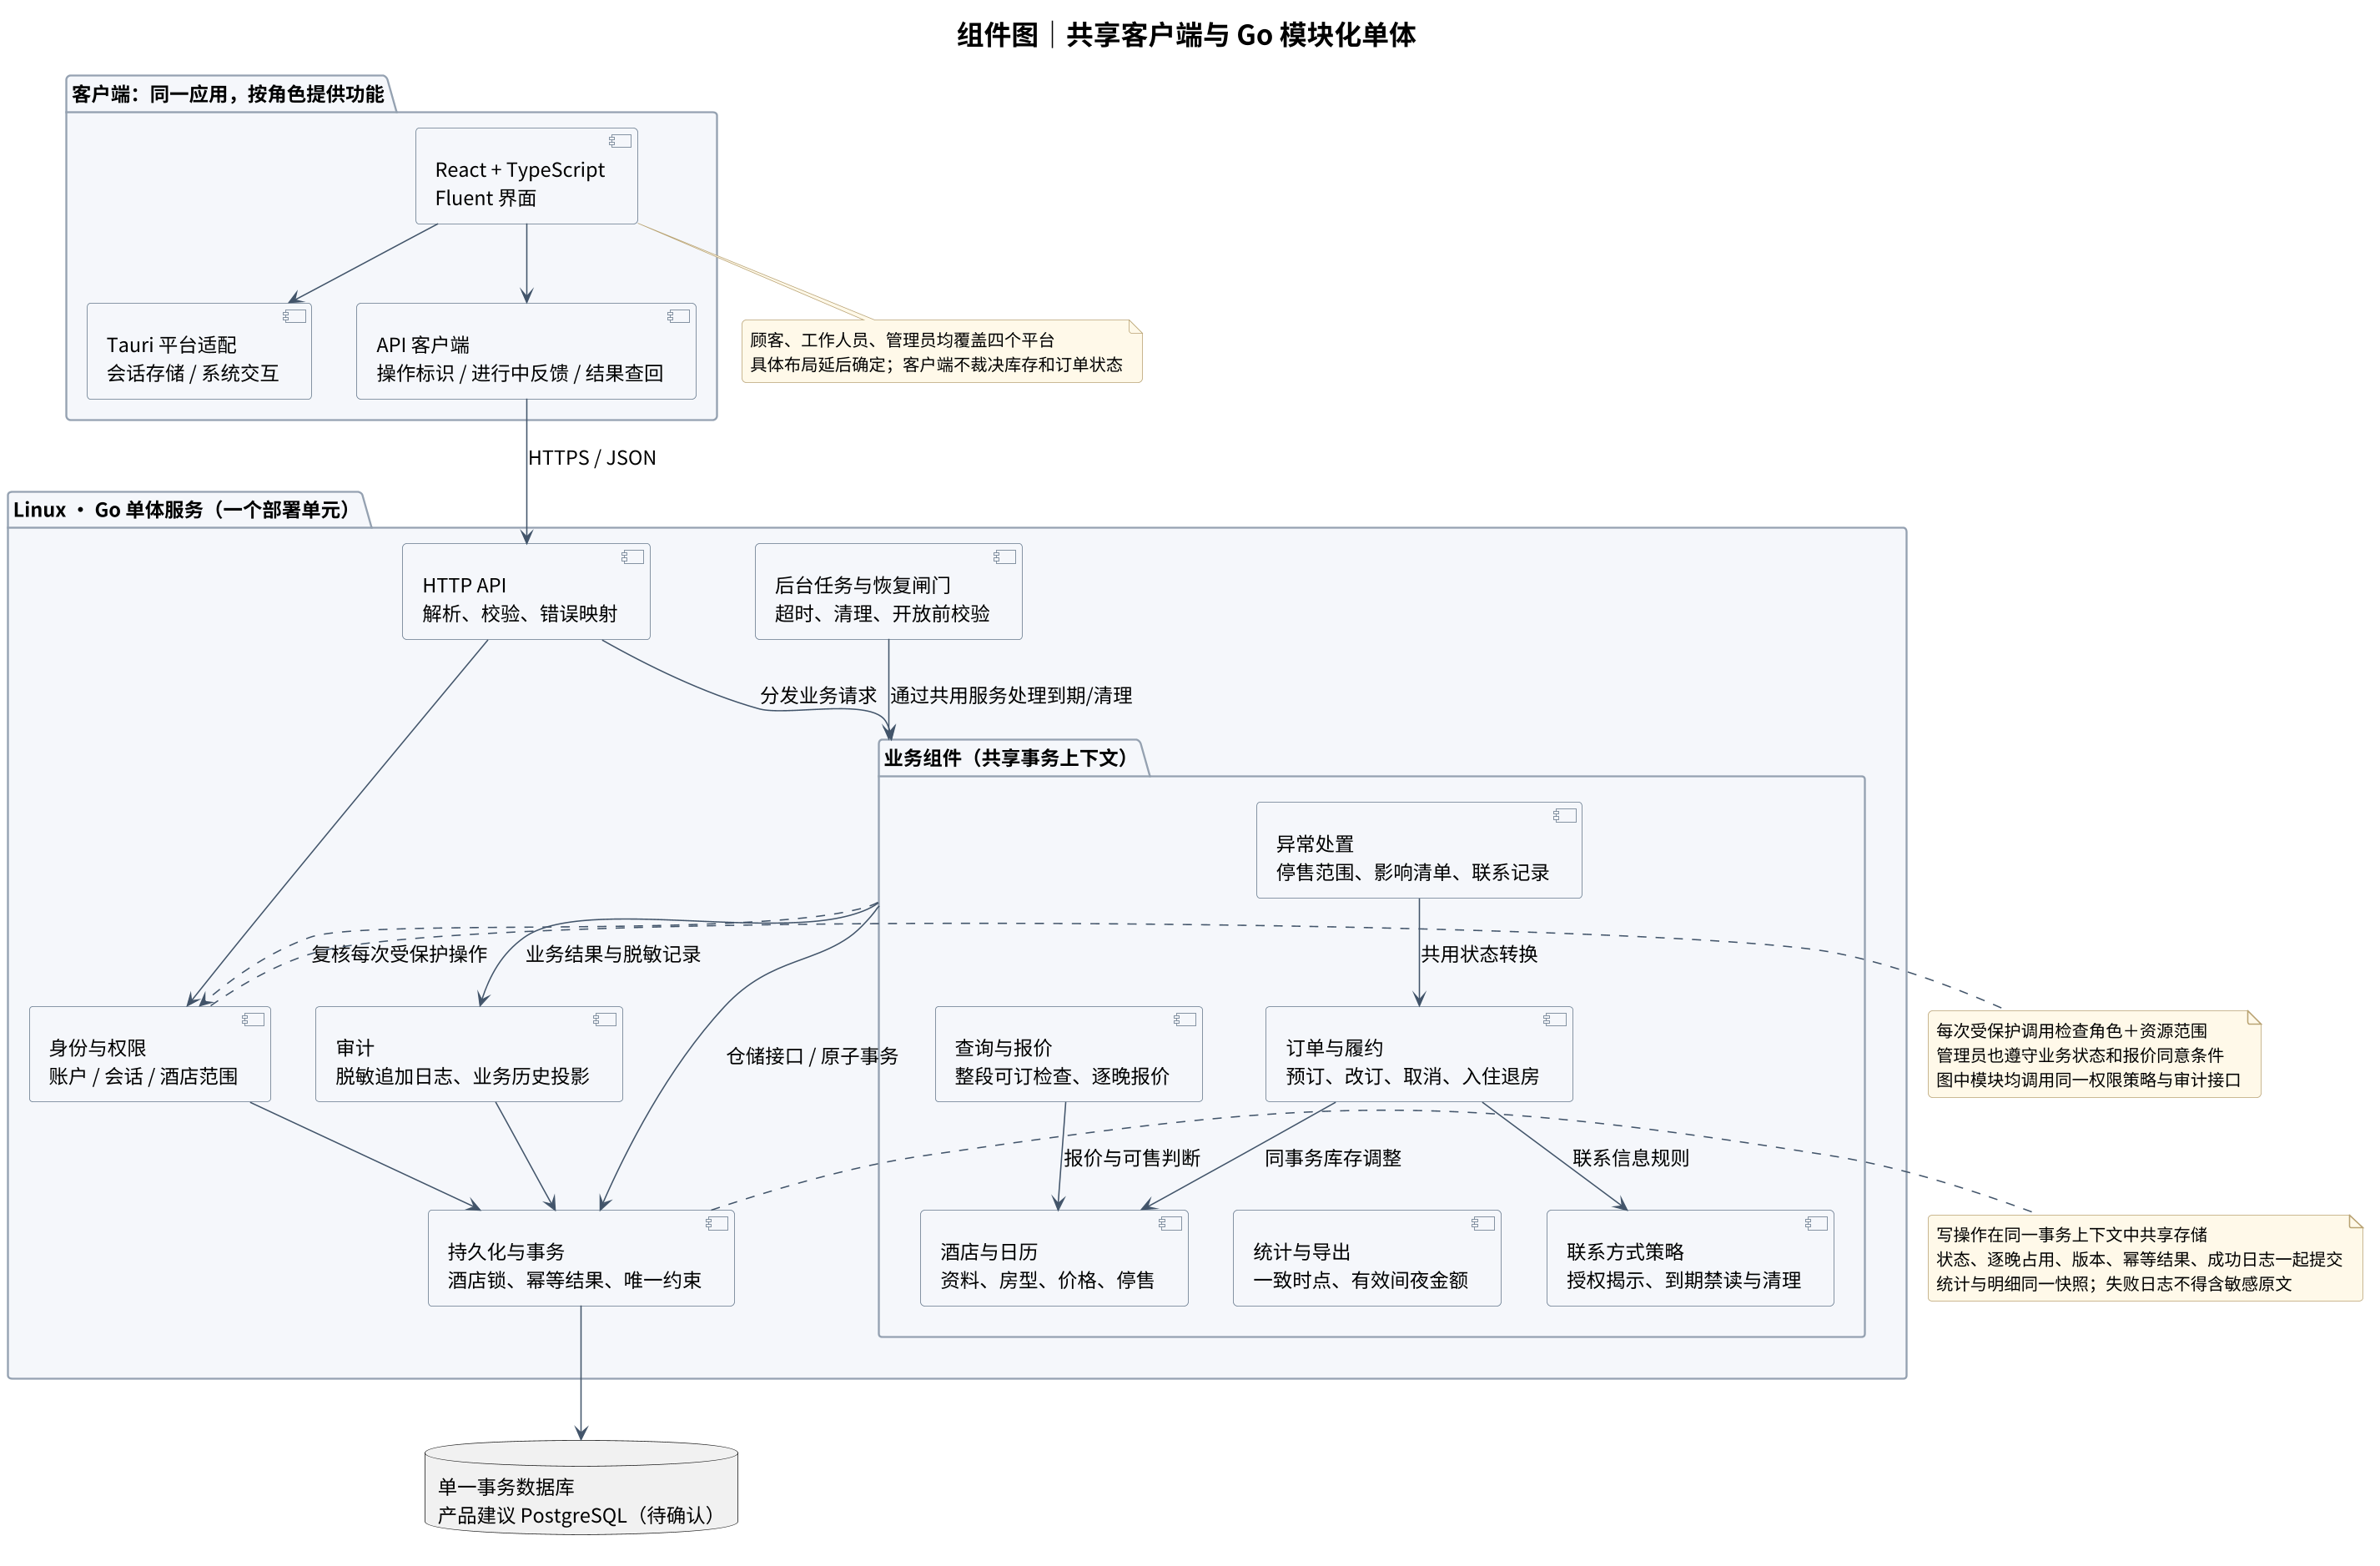 组件图｜共享客户端与 Go 模块化单体
客户端：同一应用，按角色提供功能
React + TypeScript
Fluent 界面
Tauri 平台适配
会话存储 / 系统交互
API 客户端
操作标识 / 进行中反馈 / 结果查回
顾客、工作人员、管理员均覆盖四个平台
具体布局延后确定；客户端不裁决库存和订单状态
HTTPS / JSON
Linux · Go 单体服务（一个部署单元）
HTTP API
解析、校验、错误映射
后台任务与恢复闸门
超时、清理、开放前校验
分发业务请求
通过共用服务处理到期/清理
业务组件（共享事务上下文）
异常处置
停售范围、影响清单、联系记录
复核每次受保护操作
业务结果与脱敏记录
共用状态转换
身份与权限
账户 / 会话 / 酒店范围
审计
脱敏追加日志、业务历史投影
仓储接口 / 原子事务
查询与报价
整段可订检查、逐晚报价
订单与履约
预订、改订、取消、入住退房
每次受保护调用检查角色＋资源范围
管理员也遵守业务状态和报价同意条件
图中模块均调用同一权限策略与审计接口
报价与可售判断
同事务库存调整
联系信息规则
持久化与事务
酒店锁、幂等结果、唯一约束
酒店与日历
资料、房型、价格、停售
统计与导出
一致时点、有效间夜金额
联系方式策略
授权揭示、到期禁读与清理
写操作在同一事务上下文中共享存储
状态、逐晚占用、版本、幂等结果、成功日志一起提交
统计与明细同一快照；失败日志不得含敏感原文
单一事务数据库
产品建议 PostgreSQL（待确认）